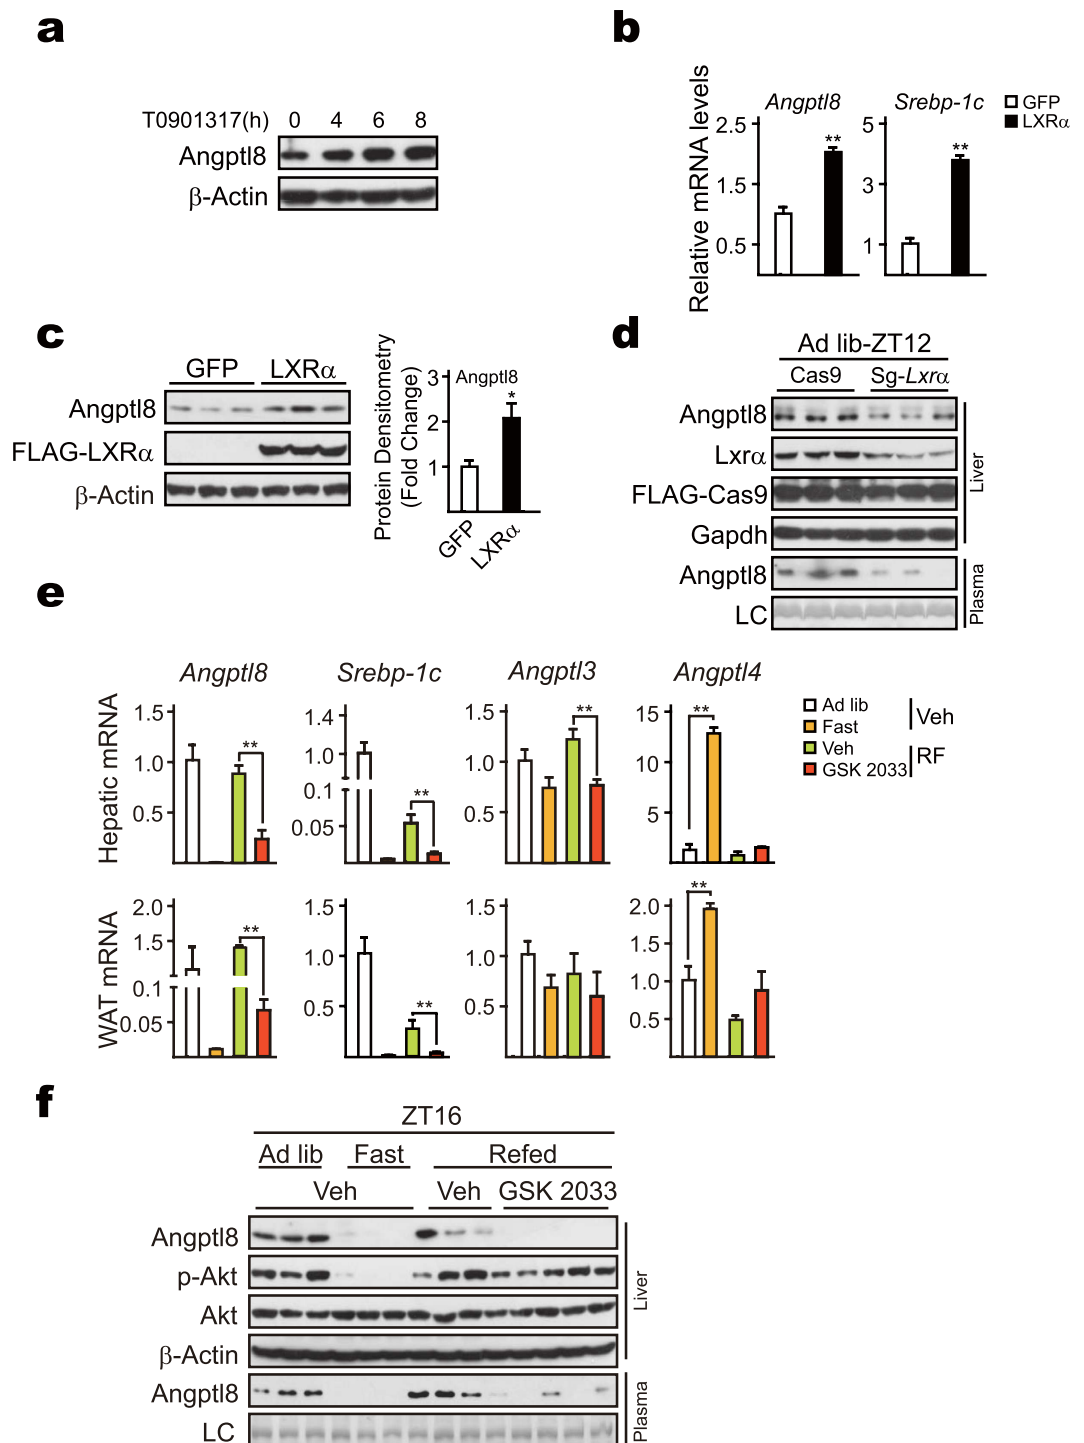 a
T0901317(h) 0 4 6 8
Angptl8
β-Actin
b
Relative mRNA levels
Angptl8
Srebp-1c
GFP
LXRα
2.5
1.5
0.5
**
5
3
1
**
c
GFP LXRα
Angptl8
FLAG-LXRα
β-Actin
Protein Densitometry
(Fold Change)
3
2
1
Angptl8
*
GFP
LXRα
d
Ad lib-ZT12
Cas9 Sg-Lxrα
Angptl8
Lxrα
FLAG-Cas9
Gapdh
Liver
Angptl8
LC
Plasma
e
Angptl8 Srebp-1c Angptl3 Angptl4
Hepatic mRNA
1.5
1.0
0.5
**
1.4
1.0
0.1
0.05
**
1.5
1.0
0.5
**
15
10
5
**
Ad lib
Fast
Veh
Veh
GSK 2033
RF
WAT mRNA
2.0
1.5
0.1
0.05
**
1.5
1.0
0.5
**
1.5
1.0
0.5
2.0
1.5
1.0
0.5
**
f
ZT16
Ad lib Fast Refed
Veh Veh GSK 2033
Angptl8
p-Akt
Akt
β-Actin
Liver
Angptl8
LC
Plasma